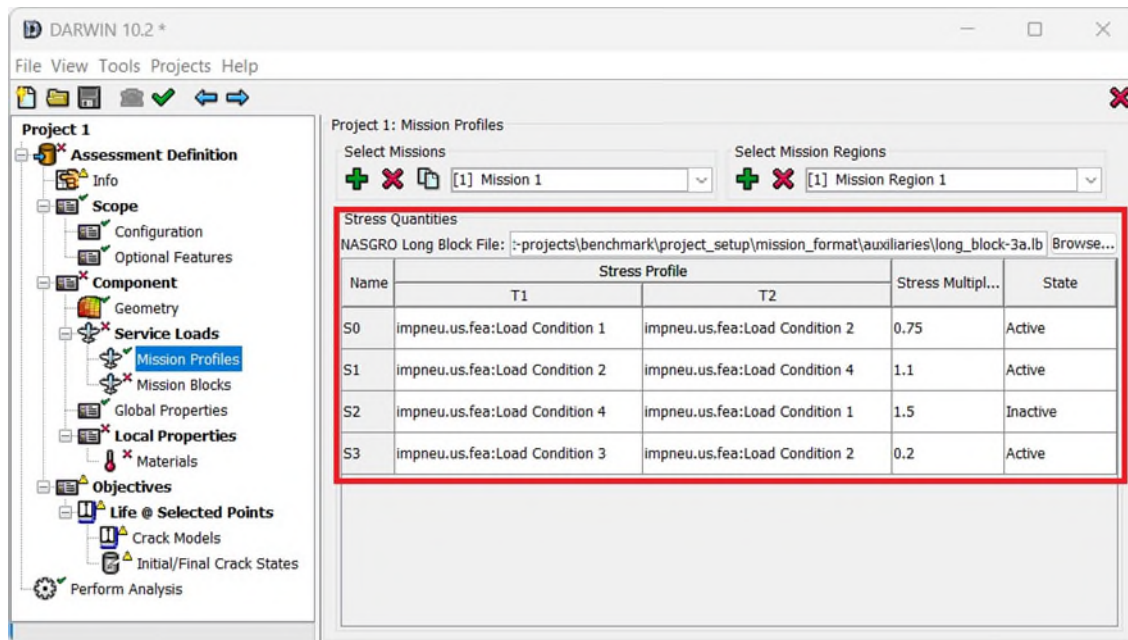 DARWIN 10.2 *
File View Tools Projects Help
Project 1
Assessment Definition
Info
Scope
Configuration
Optional Features
Component
Geometry
Service Loads
Mission Profiles
Mission Blocks
Global Properties
Local Properties
Materials
Objectives
Life @ Selected Points
Crack Models
Initial/Final Crack States
Perform Analysis
Project 1: Mission Profiles
Select Missions
[1] Mission 1
Select Mission Regions
[1] Mission Region 1
Stress Quantities
NASGRO Long Block File: :-projects\benchmark\project_setup\mission_format\auxiliaries\long_block-3a.lb Browse...
Name Stress Profile Stress Multipl... State
T1 T2
S0 impneu.us.fea:Load Condition 1 impneu.us.fea:Load Condition 2 0.75 Active
S1 impneu.us.fea:Load Condition 2 impneu.us.fea:Load Condition 4 1.1 Active
S2 impneu.us.fea:Load Condition 4 impneu.us.fea:Load Condition 1 1.5 Inactive
S3 impneu.us.fea:Load Condition 3 impneu.us.fea:Load Condition 2 0.2 Active